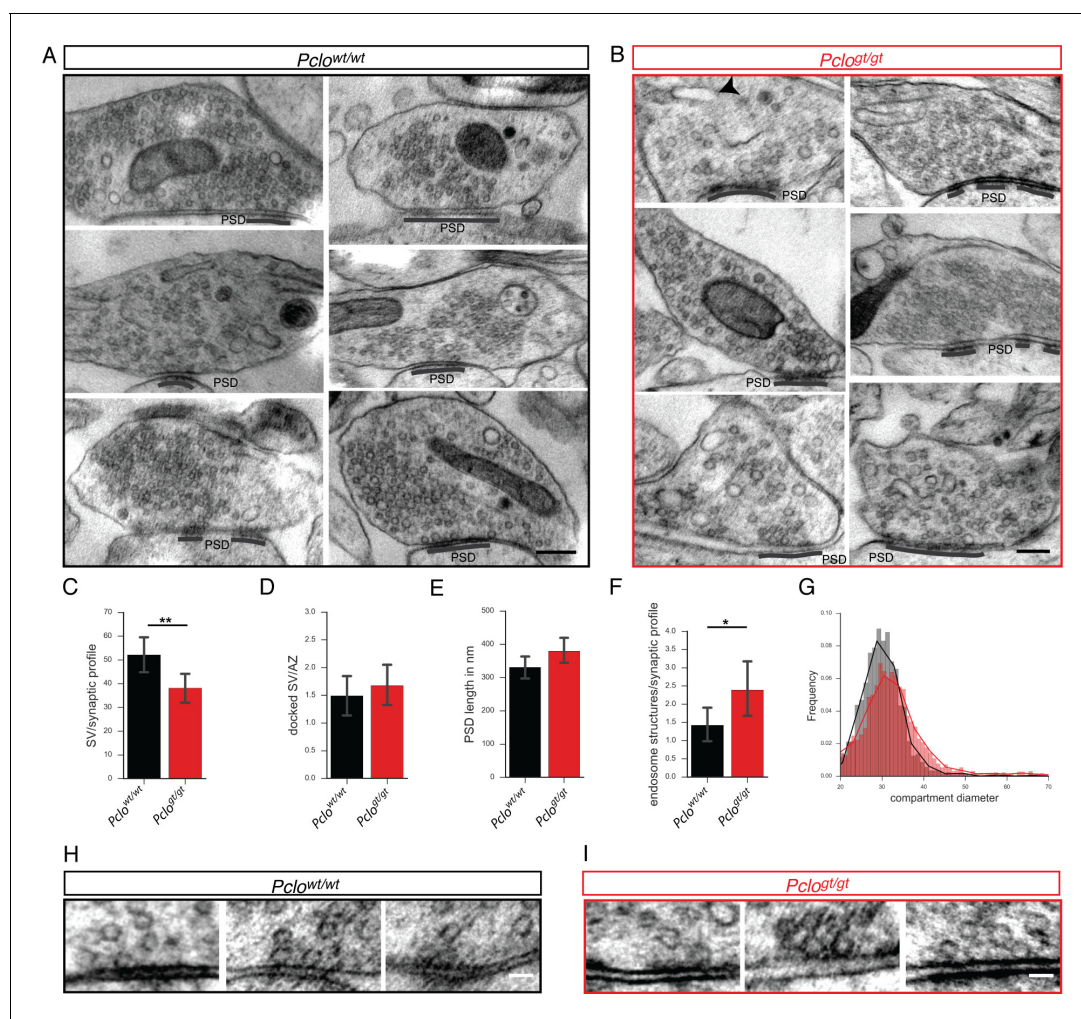 A
Pclo^wt/wt
PSD
PSD
PSD
PSD
PSD
PSD
B
Pclo^gt/gt
PSD
PSD
PSD
PSD
PSD
PSD
C
SV/synaptic profile
70
60
50
40
30
20
10
0
**
Pclo^wt/wt
Pclo^gt/gt
D
docked SV/AZ
3.0
2.5
2.0
1.5
1.0
0.5
0.0
Pclo^wt/wt
Pclo^gt/gt
E
PSD length in nm
500
400
300
200
100
0
Pclo^wt/wt
Pclo^gt/gt
F
endosome structures/synaptic profile
4.0
3.5
3.0
2.5
2.0
1.5
1.0
0.5
0.0
*
Pclo^wt/wt
Pclo^gt/gt
G
Frequency
0.10
0.08
0.06
0.04
0.02
0.00
20 30 40 50 60 70
compartment diameter
H
Pclo^wt/wt
I
Pclo^gt/gt